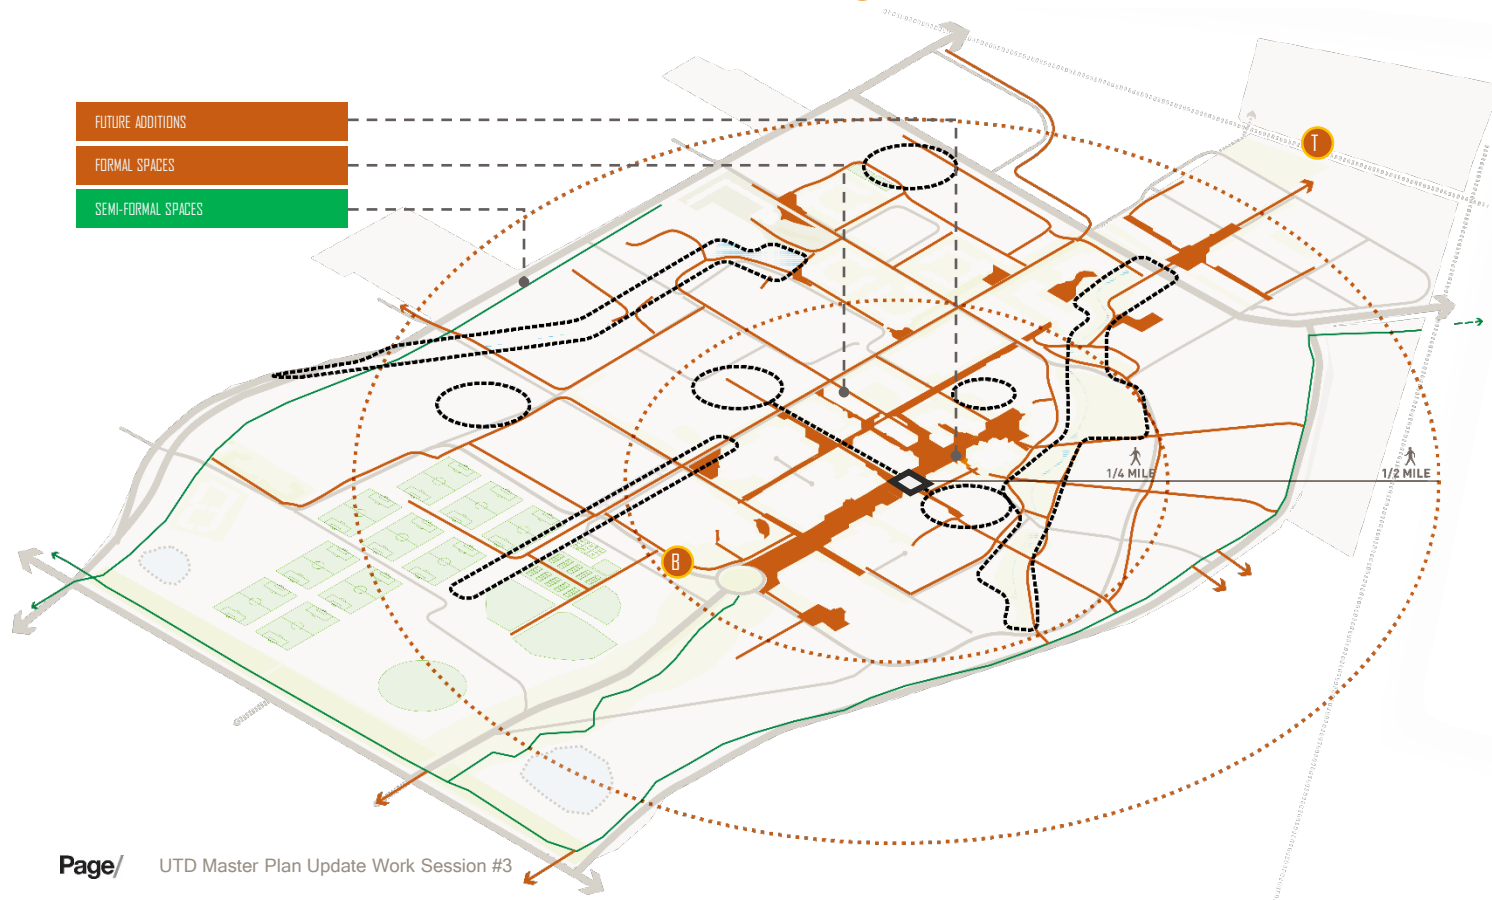 FUTURE ADDITIONS
FORMAL SPACES
SEMI-FORMAL SPACES
T
1/4 MILE
1/2 MILE
B
Page/
UTD Master Plan Update Work Session #3